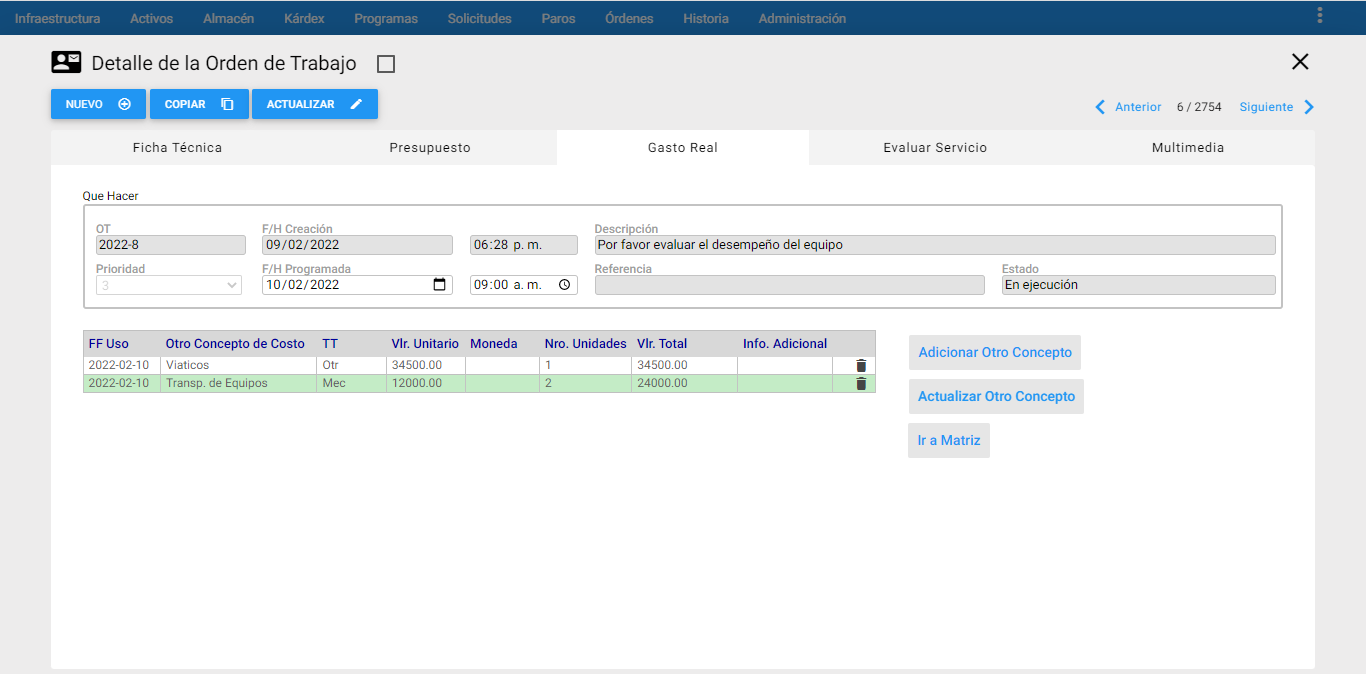 Infraestructura Activos Almacén Kárdex Programas Solicitudes Paros Órdenes Historia Administración
Detalle de la Orden de Trabajo
NUEVO COPIAR ACTUALIZAR
Anterior 6 / 2754 Siguiente
Ficha Técnica Presupuesto Gasto Real Evaluar Servicio Multimedia
Que Hacer
OT F/H Creación Descripción
2022-8 09/02/2022 06:28 p. m. Por favor evaluar el desempeño del equipo
Prioridad F/H Programada Referencia Estado
3 10/02/2022 09:00 a. m. En ejecución
FF Uso Otro Concepto de Costo TT Vlr. Unitario Moneda Nro. Unidades Vlr. Total Info. Adicional
2022-02-10 Viaticos Otr 34500.00 1 34500.00
2022-02-10 Transp. de Equipos Mec 12000.00 2 24000.00
Adicionar Otro Concepto
Actualizar Otro Concepto
Ir a Matriz